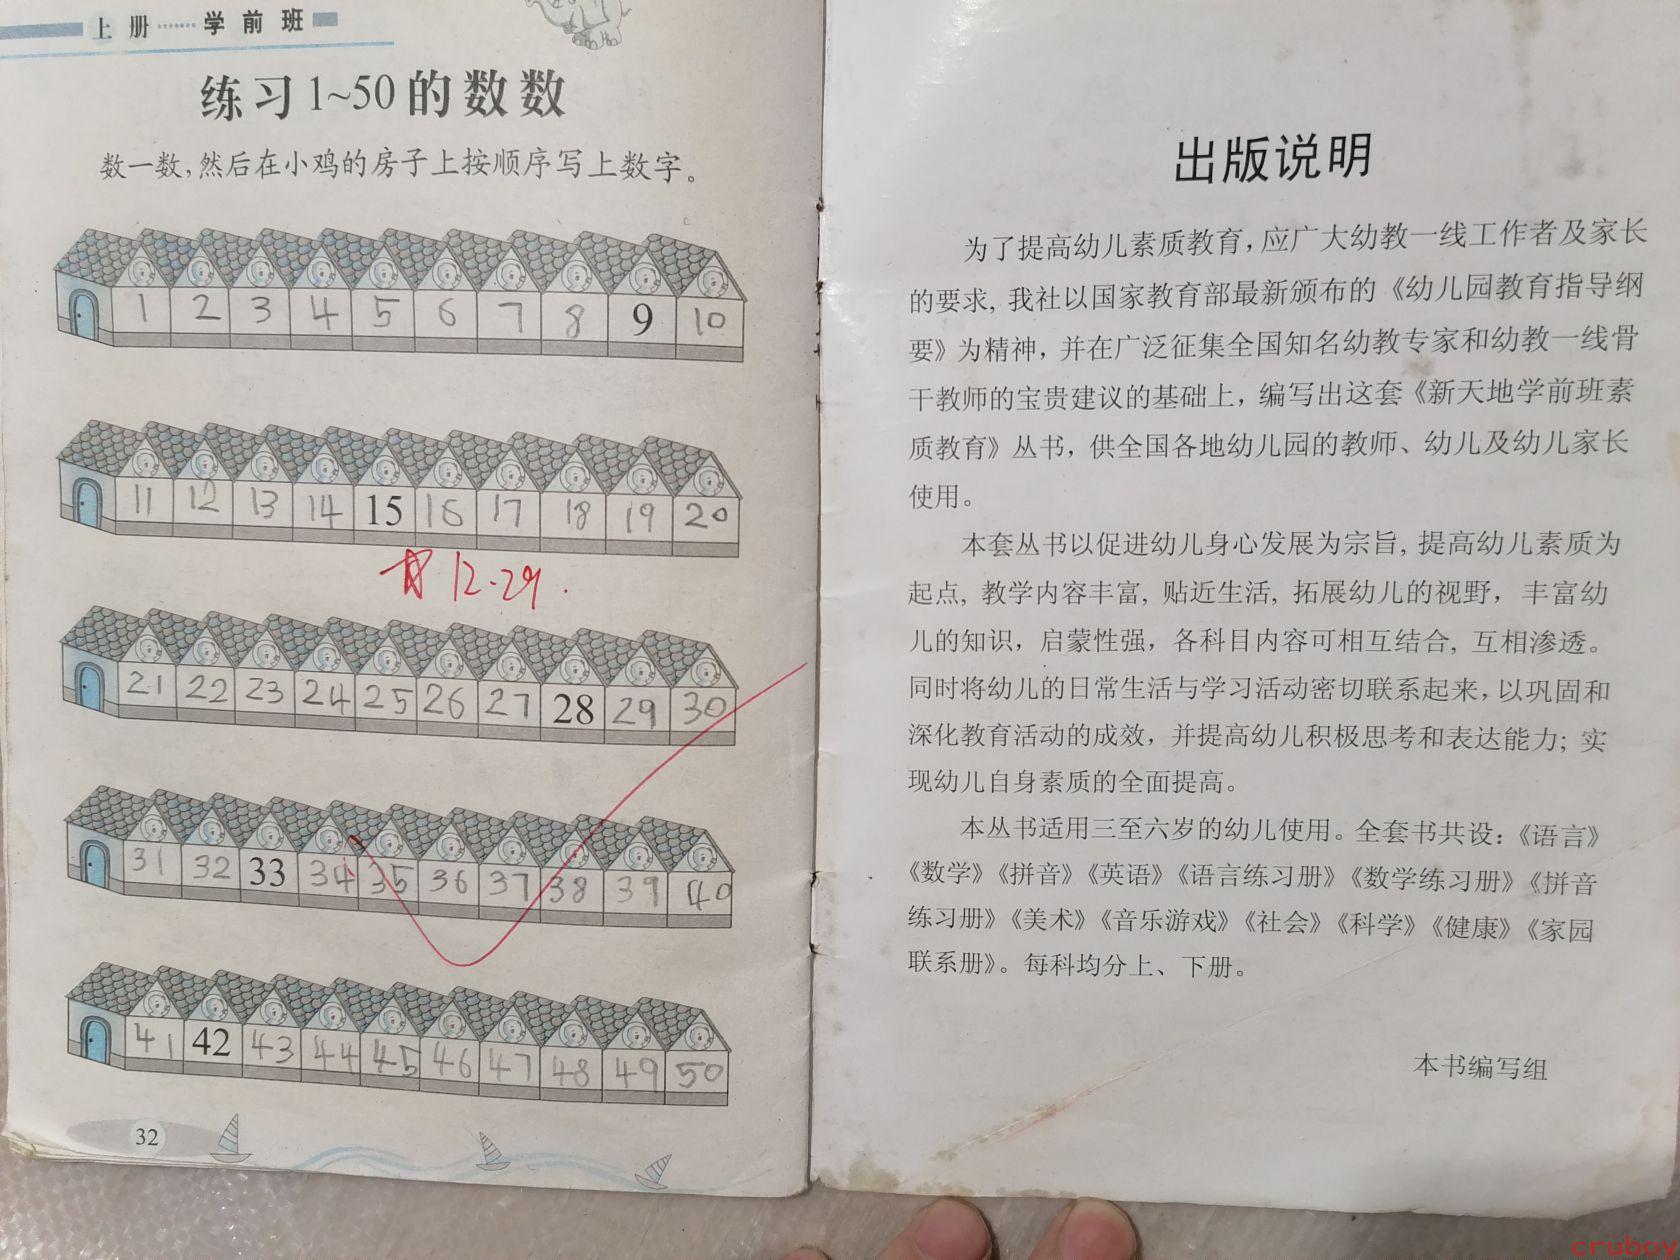 上册……学前班
练习1~50的数数
数一数,然后在小鸡的房子上按顺序写上数字。
1 2 3 4 5 6 7 8 9 10
11 12 13 14 15 16 17 18 19 20
12.29.
21 22 23 24 25 26 27 28 29 30
31 32 33 34 35 36 37 38 39 40
41 42 43 44 45 46 47 48 49 50
32
出版说明
为了提高幼儿素质教育,应广大幼教一线工作者及家长
的要求,我社以国家教育部最新颁布的《幼儿园教育指导纲
要》为精神,并在广泛征集全国知名幼教专家和幼教一线骨
干教师的宝贵建议的基础上,编写出这套《新天地学前班素
质教育》丛书,供全国各地幼儿园的教师、幼儿及幼儿家长
使用。
本套丛书以促进幼儿身心发展为宗旨,提高幼儿素质为
起点,教学内容丰富,贴近生活,拓展幼儿的视野,丰富幼
儿的知识,启蒙性强,各科目内容可相互结合,互相渗透。
同时将幼儿的日常生活与学习活动密切联系起来,以巩固和
深化教育活动的成效,并提高幼儿积极思考和表达能力;实
现幼儿自身素质的全面提高。
本丛书适用三至六岁的幼儿使用。全套书共设:《语言》
《数学》《拼音》《英语》《语言练习册》《数学练习册》《拼音
练习册》《美术》《音乐游戏》《社会》《科学》《健康》《家园
联系册》。每科均分上、下册。
本书编写组
cruboy